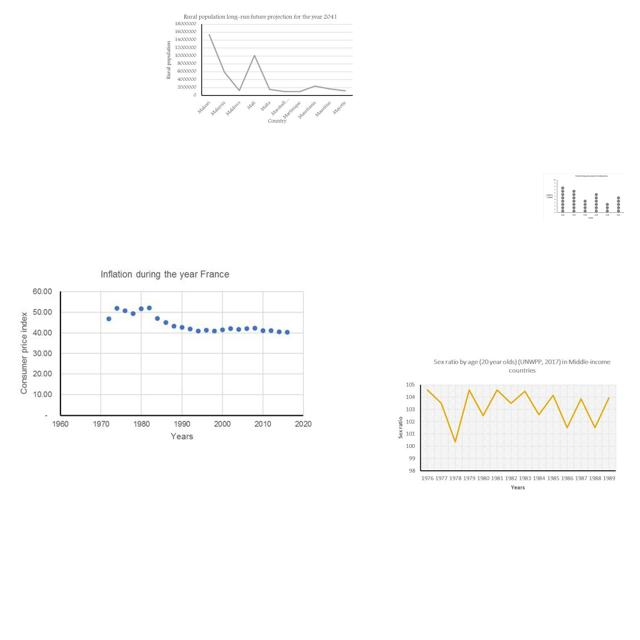 Rural population long-run future projection for the year 2041
18000000
16000000
14000000
12000000
10000000
8000000
6000000
4000000
2000000
0
Rural population
Malawi
Malaysia
Maldives
Mali
Malta
Marshall...
Martinique
Mauritania
Mauritius
Mayotte
Country
Inflation during the year France
60.00
50.00
40.00
30.00
20.00
10.00
-
Consumer price index
1960 1970 1980 1990 2000 2010 2020
Years
Sex ratio by age (20 year olds) (UNWPP, 2017) in Middle-income
countries
105
104
103
102
101
100
99
98
Sex ratio
1976 1977 1978 1979 1980 1981 1982 1983 1984 1985 1986 1987 1988 1989
Years